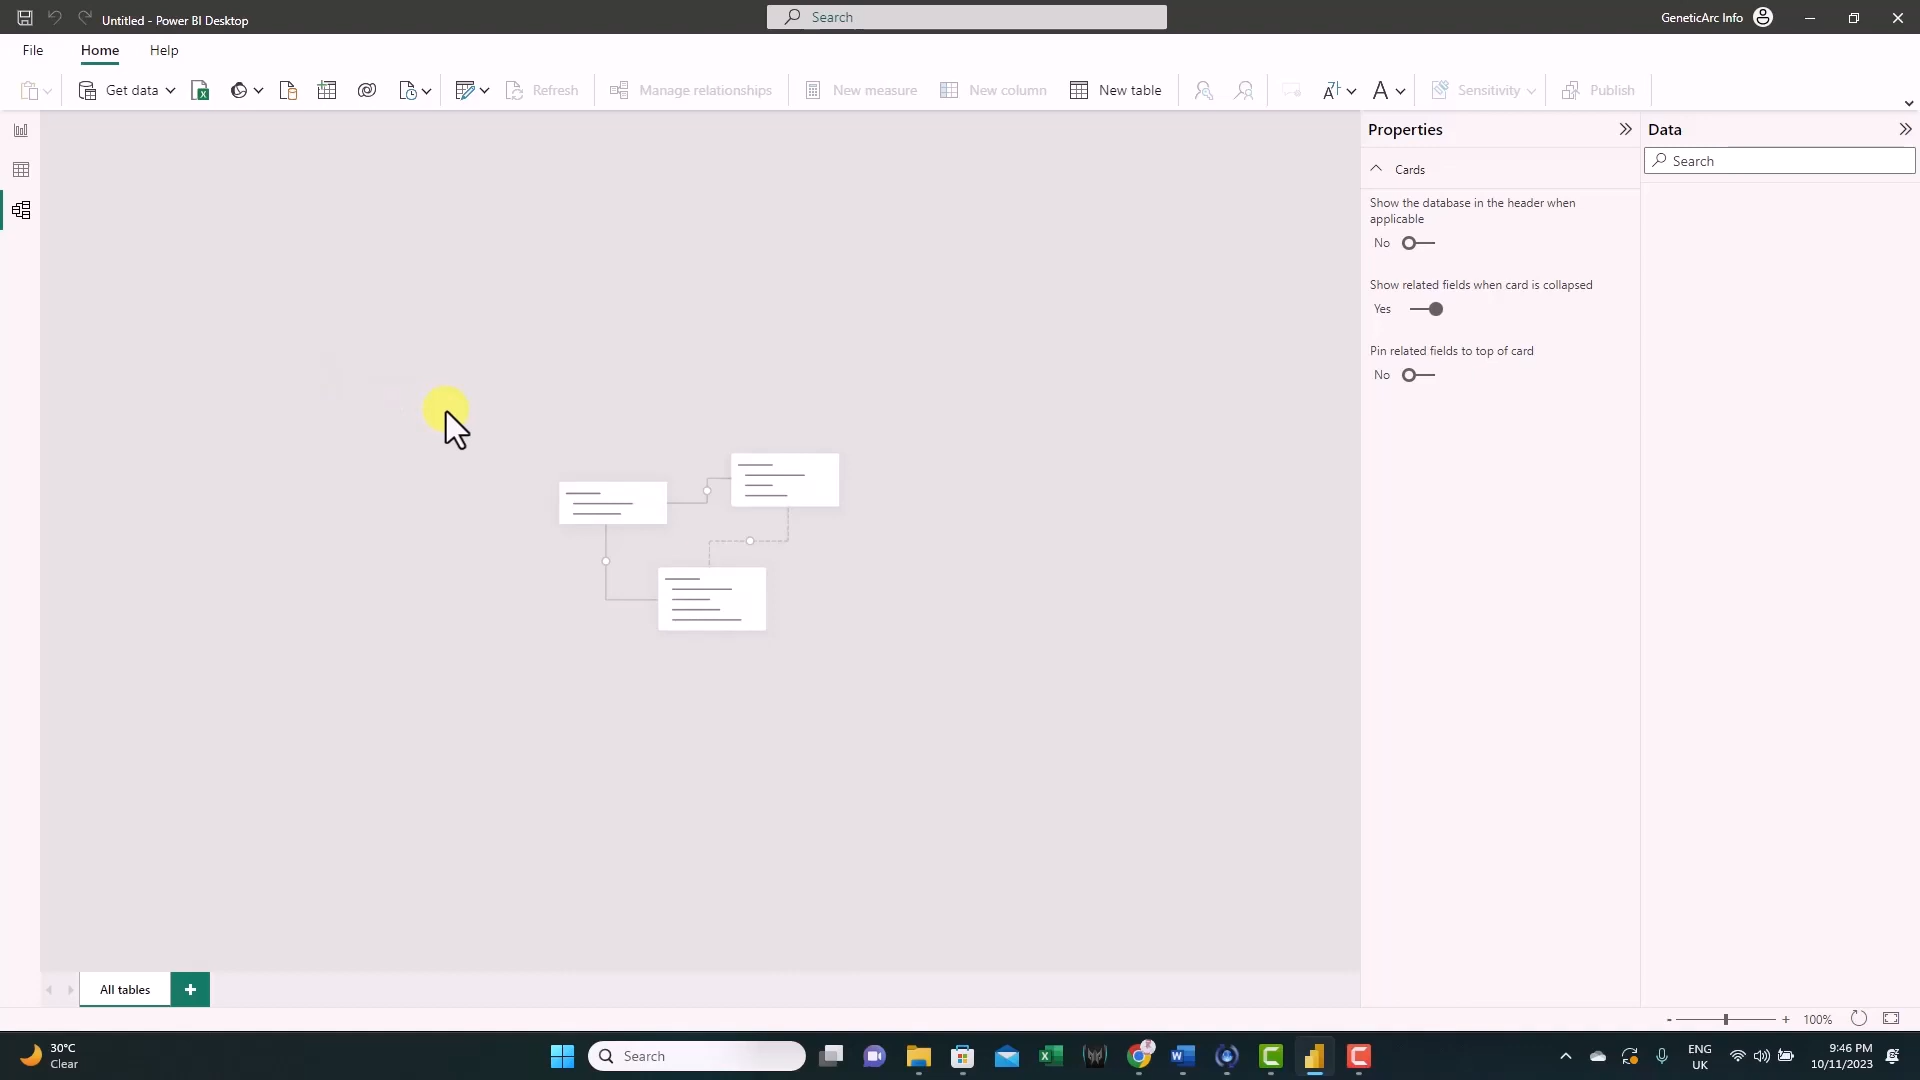 Untitled - Power BI Desktop
Search
GeneticArc Info
File
Home
Help
Get data
Refresh
Manage relationships
New measure
New column
New table
Sensitivity
Publish
Properties
Data
Cards
Search
Show the database in the header when
applicable
No
Show related fields when card is collapsed
Yes
Pin related fields to top of card
No
All tables
100%
30°C
Clear
Search
ENG
UK
9:46 PM
10/11/2023